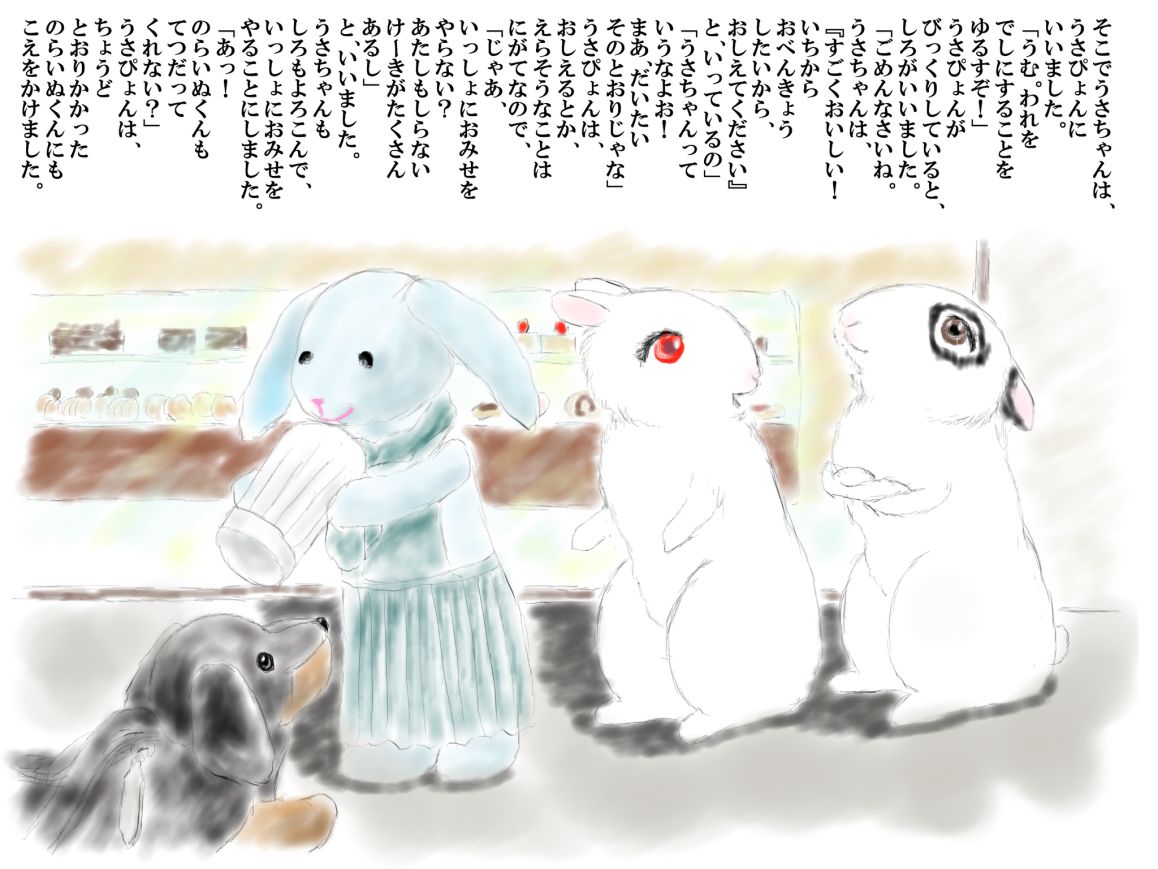 そこでうさちゃんは、
うさぴょんに
いいました。
「うむ。われを
でしにすることを
ゆるすぞ！」
うさぴょんが
びっくりしていると、
しろがいいました。
「ごめんなさいね。
うさちゃんは、
『すごくおいしい！
いちから
おべんきょう
したいから、
おしえてください』
と、いっているの」
「うさちゃんって
いうなよお！
まあ、だいたい
そのとおりじゃな」
うさぴょんは、
おしえるとか、
えらそうなことは
にがてなので、
「じゃあ、
いっしょにおみせを
やらない？
あたしもしらない
けーきがたくさん
あるし」
と、いいました。
うさちゃんも
しろもよろこんで、
いっしょにおみせを
やることにしました。
「あっ！
のらいぬくんも
てつだって
くれない？」
うさぴょんは、
ちょうど
とおりかかった
のらいぬくんにも
こえをかけました。